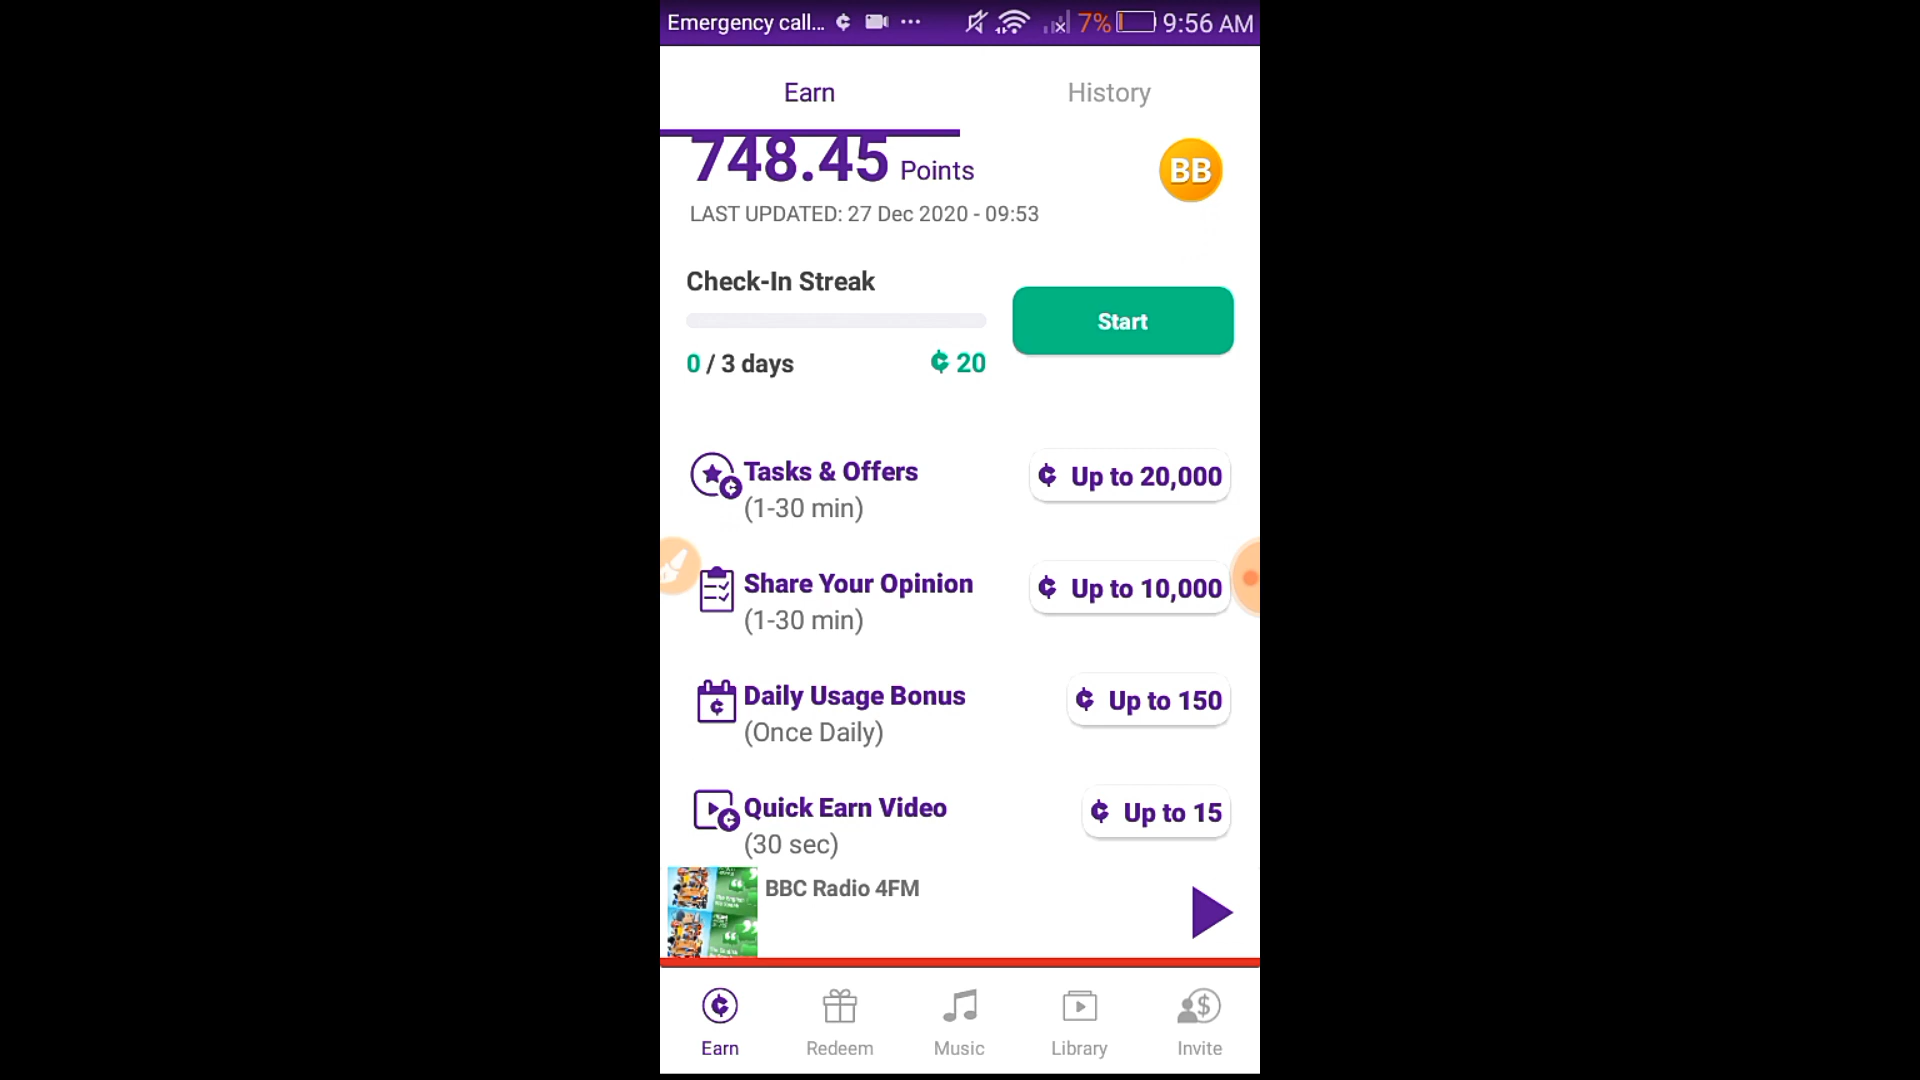 Emergency call... 7% 9:56 AM
Earn History
748.45 Points BB
LAST UPDATED: 27 Dec 2020 - 09:53
Check-In Streak
Start
0 / 3 days ¢ 20
Tasks & Offers ¢ Up to 20,000
(1-30 min)
Share Your Opinion ¢ Up to 10,000
(1-30 min)
Daily Usage Bonus ¢ Up to 150
(Once Daily)
Quick Earn Video ¢ Up to 15
(30 sec)
BBC Radio 4FM
Earn Redeem Music Library Invite